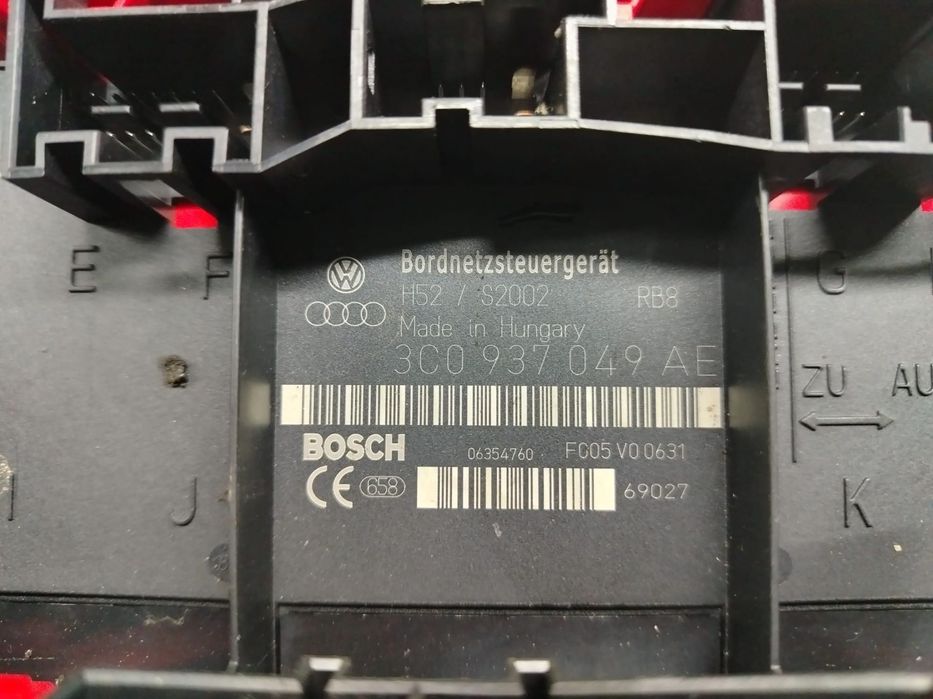 E F
Bordnetzsteuergerät
H52 / S2002 RB8
Made in Hungary
3C0 937 049 AE
BOSCH 06354760 FC05 V0 0631
CE 658 69027
J
G
ZU AU
K